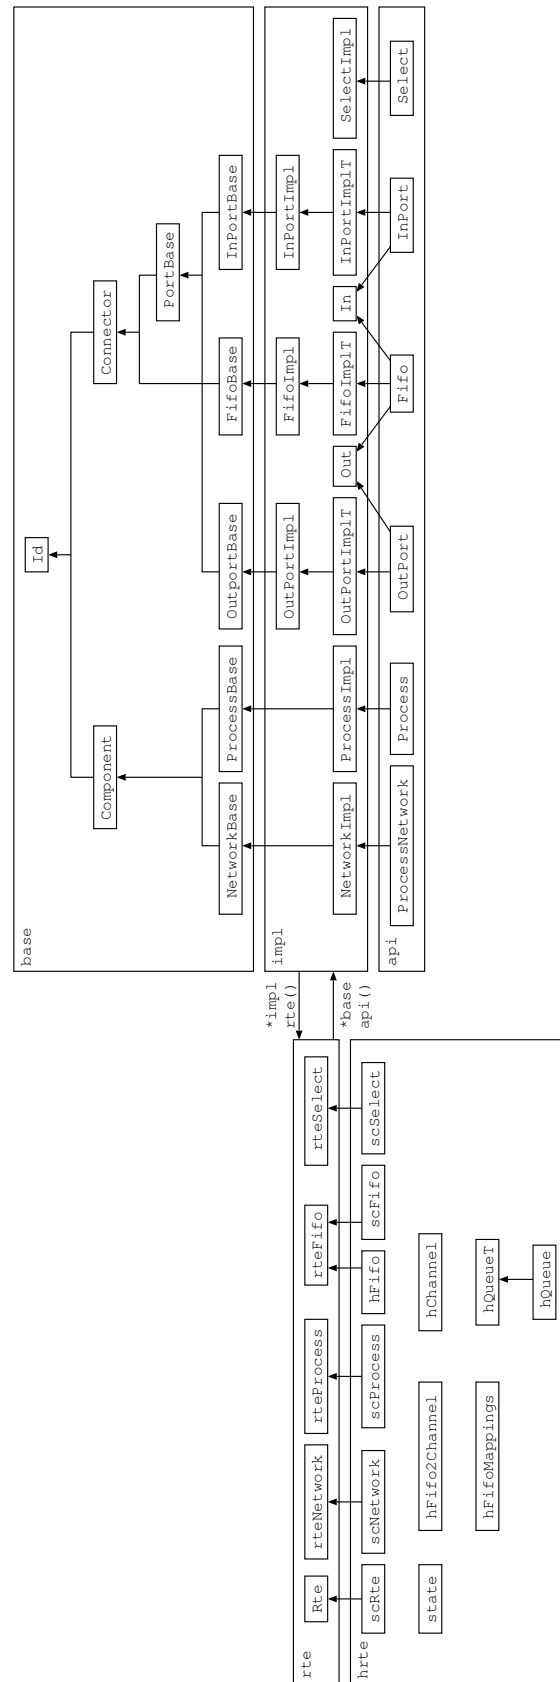 base
Id
Component
Connector
PortBase
NetworkBase
ProcessBase
OutportBase
FifoBase
InPortBase
impl
OutPortImpl
FifoImpl
InPortImpl
NetworkImpl
ProcessImpl
OutPortImplT
Out
FifoImplT
In
InPortImplT
SelectImpl
api
ProcessNetwork
Process
OutPort
Fifo
InPort
Select
*impl
rte()
*base
api()
rte
Rte
rteNetwork
rteProcess
rteFifo
rteSelect
hrte
scRte
scNetwork
scProcess
hFifo
scFifo
scSelect
state
hFifo2Channel
hChannel
hFifoMappings
hQueueT
hQueue